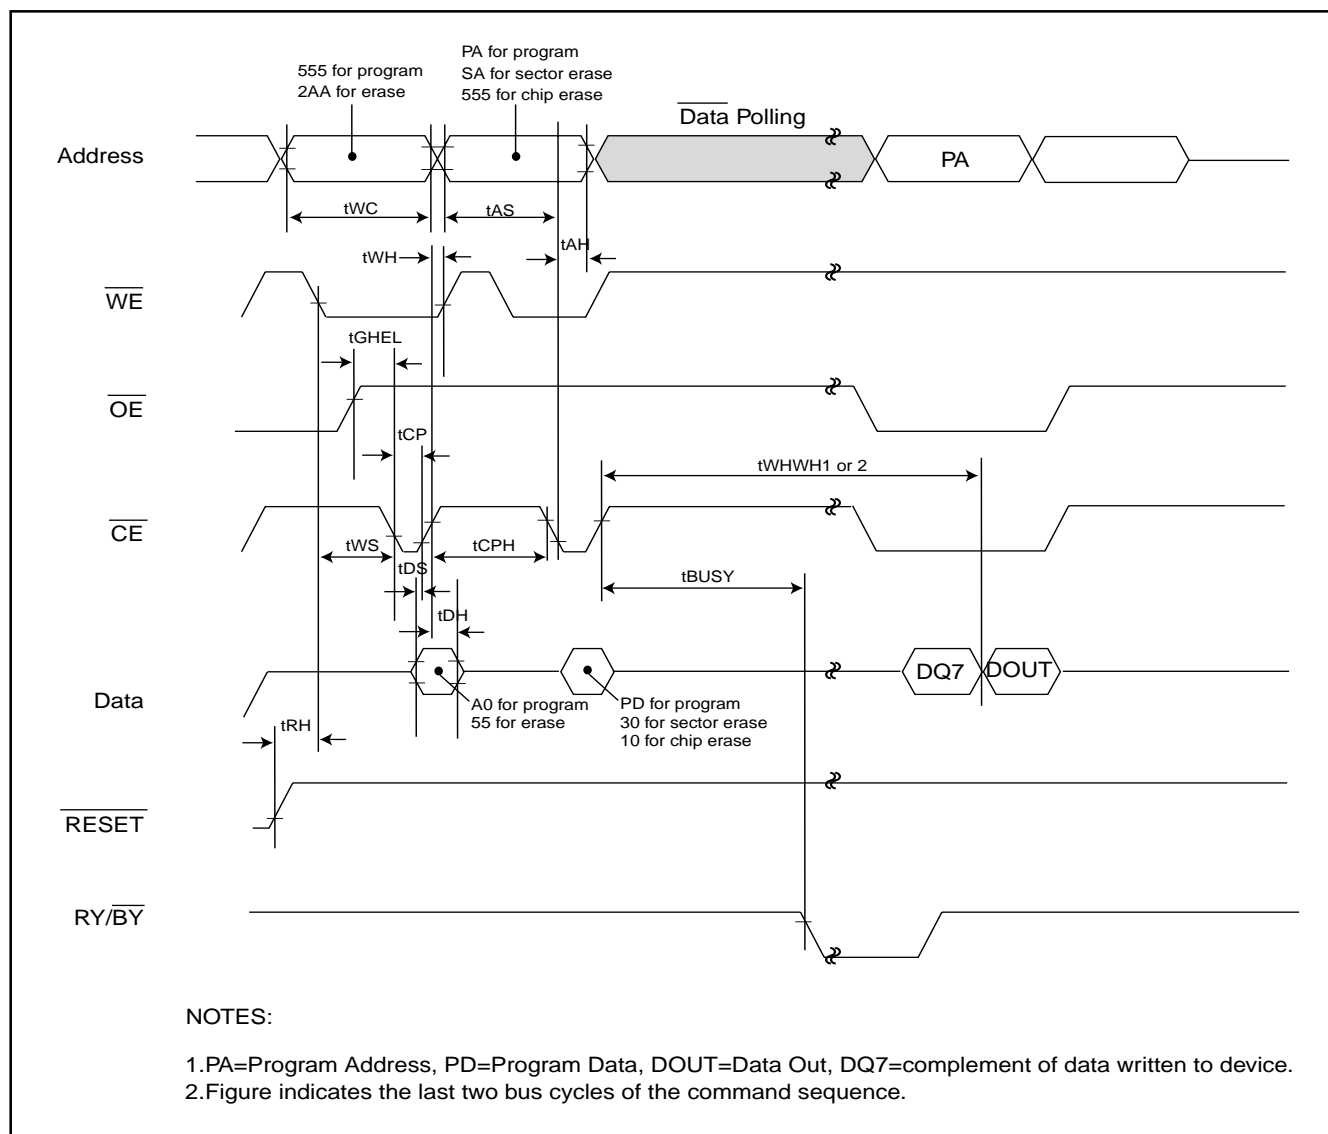 PA for program
555 for program
SA for sector erase
2AA for erase
555 for chip erase
Data Polling
Address
PA
tWC
tAS
tAH
tWH
WE
tGHEL
OE
tCP
tWHWH1 or 2
CE
tWS
tCPH
tDS
tBUSY
tDH
DQ7
DOUT
Data
A0 for program
55 for erase
PD for program
30 for sector erase
10 for chip erase
tRH
RESET
RY/BY
NOTES:
1.PA=Program Address, PD=Program Data, DOUT=Data Out, DQ7=complement of data written to device.
2.Figure indicates the last two bus cycles of the command sequence.